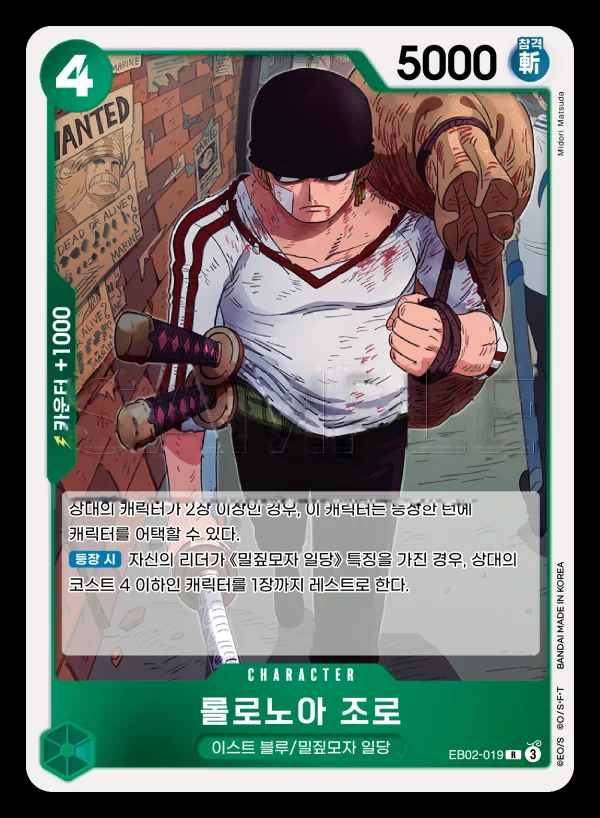 4
5000
참격
斬
Midori Matsuda
WANTED
DEAD OR ALIVE
MARINE
⚡카운터 +1000
SAMPLE
상대의 캐릭터가 2장 이상인 경우, 이 캐릭터는 등장한 턴에
캐릭터를 어택할 수 있다.
등장 시 자신의 리더가 《밀짚모자 일당》 특징을 가진 경우, 상대의
코스트 4 이하인 캐릭터를 1장까지 레스트로 한다.
CHARACTER
롤로노아 조로
이스트 블루/밀짚모자 일당
EB02-019 R 3
©EO/S ©O/S•F•T BANDAI MADE IN KOREA